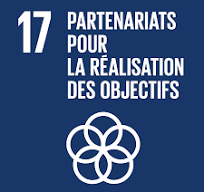 17 PARTENARIATS
POUR
LA RÉALISATION
DES OBJECTIFS